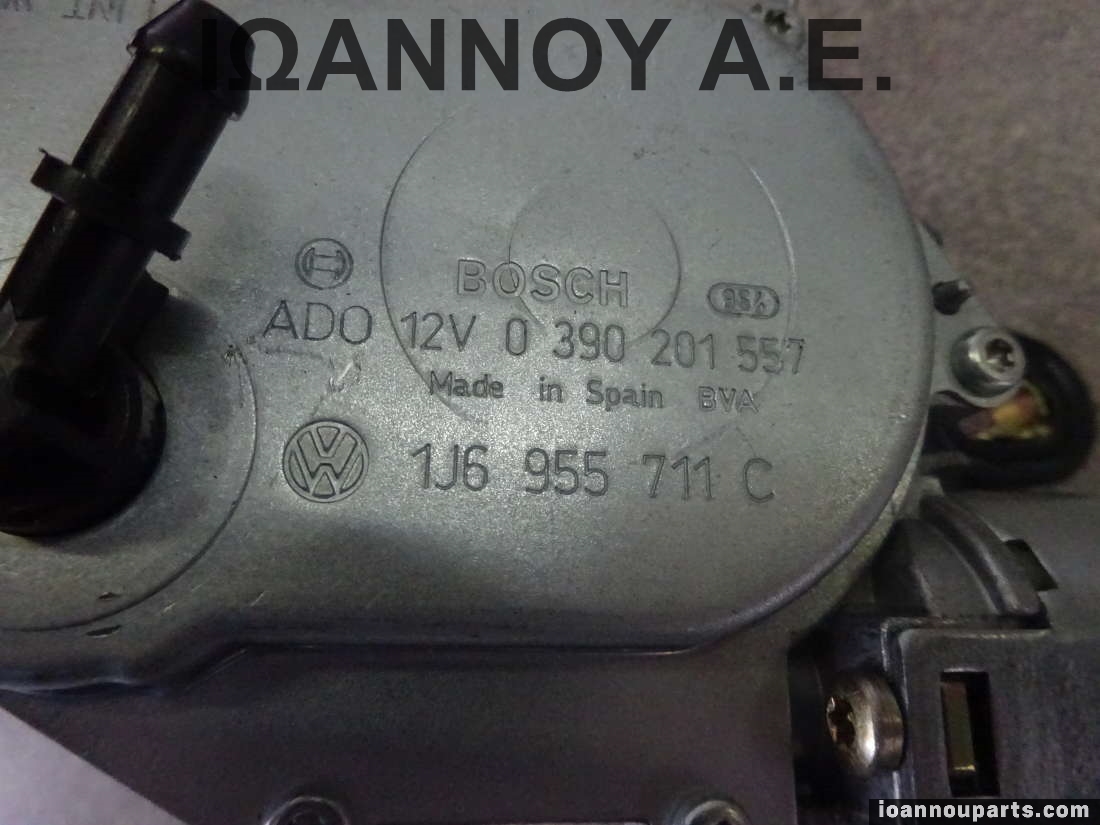 ΙΩΑΝΝΟΥ Α.Ε.
BOSCH
ADO 12V 0 390 201 557
Made in Spain BVA
1J6 955 711 C
ioannouparts.com